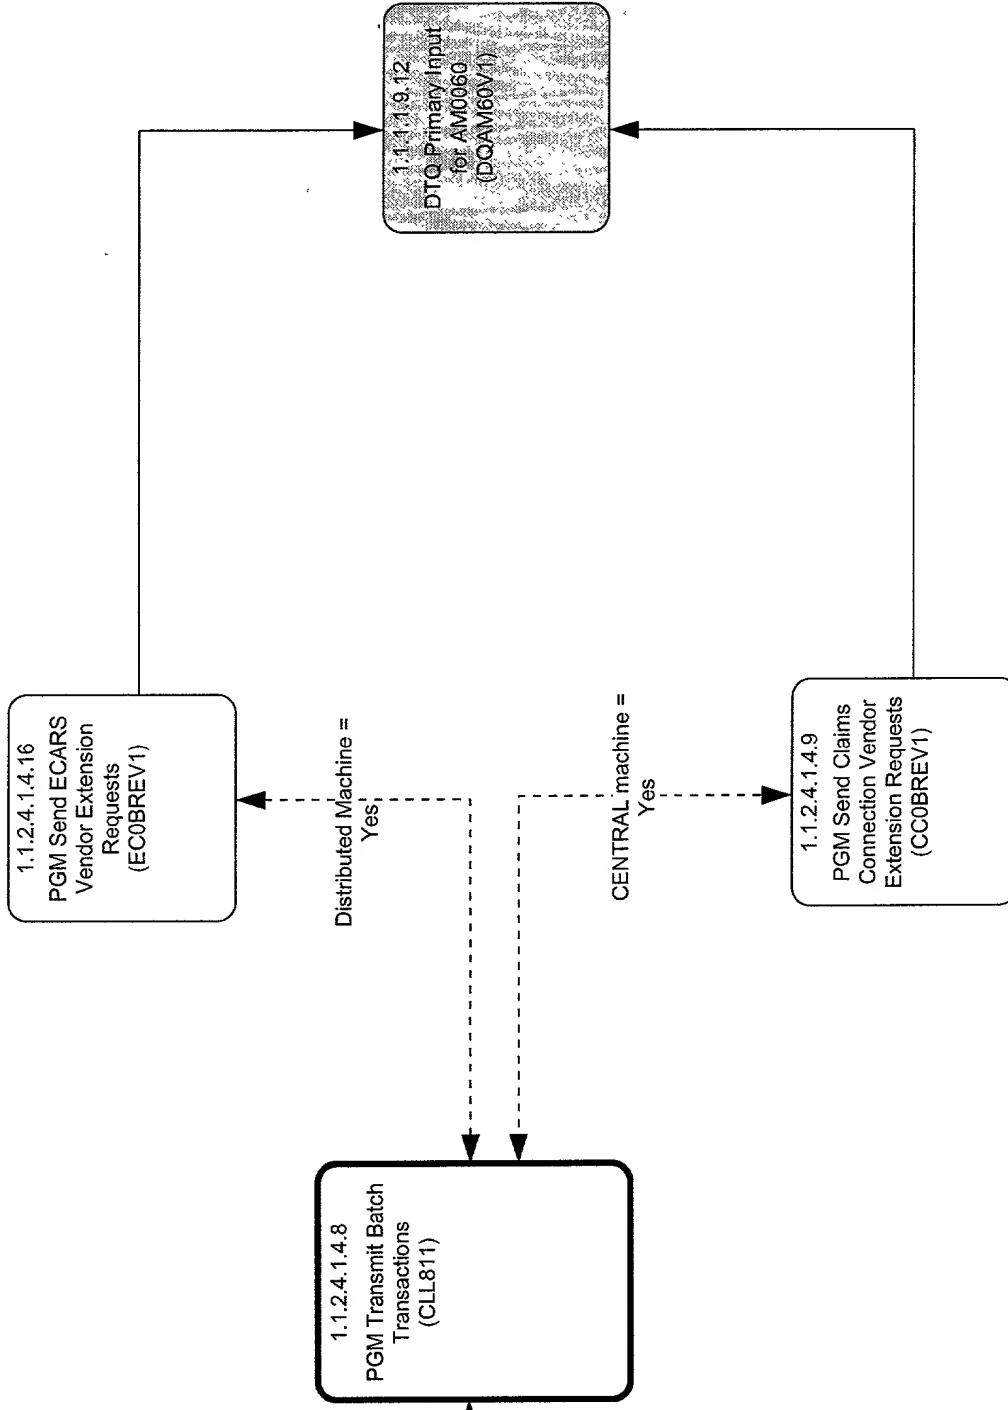 1.1.2.4.1.4.16
PGM Send ECARS
Vendor Extension
Requests
(EC0BREV1)
1.1.1.1.9.12
DTQ Primary Input
for AM0060
(DQAM60V1)
Distributed Machine =
Yes
1.1.2.4.1.4.8
PGM Transmit Batch
Transactions
(CLL811)
CENTRAL machine =
Yes
1.1.2.4.1.4.9
PGM Send Claims
Connection Vendor
Extension Requests
(CC0BREV1)